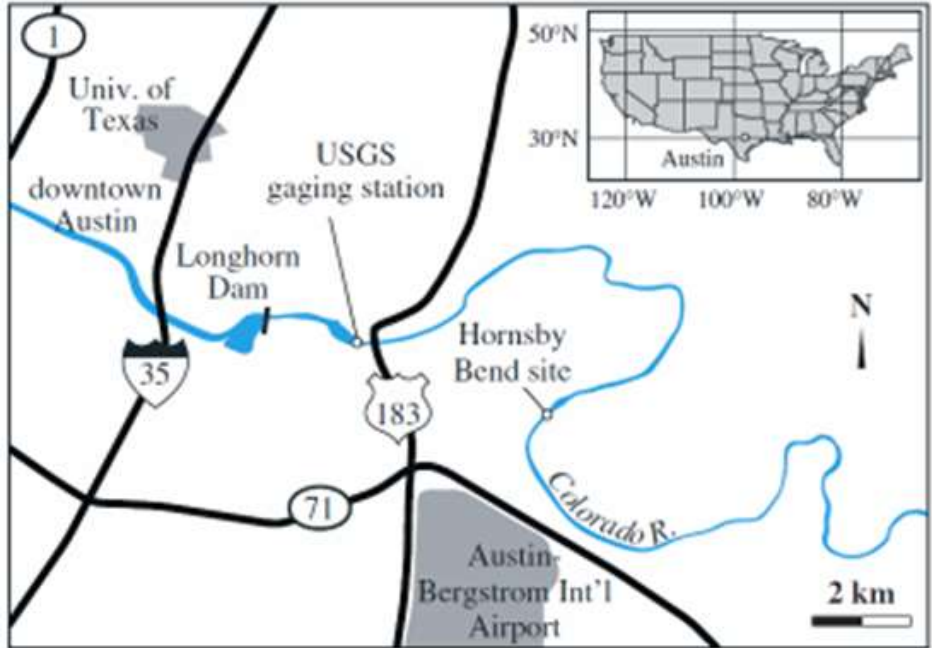 1
Univ. of
Texas
downtown
Austin
USGS
gaging station
Longhorn
Dam
35
183
71
Hornsby
Bend site
Colorado R.
Austin-
Bergstrom Int'l
Airport
N
2 km
50°N
30°N
Austin
120°W 100°W 80°W